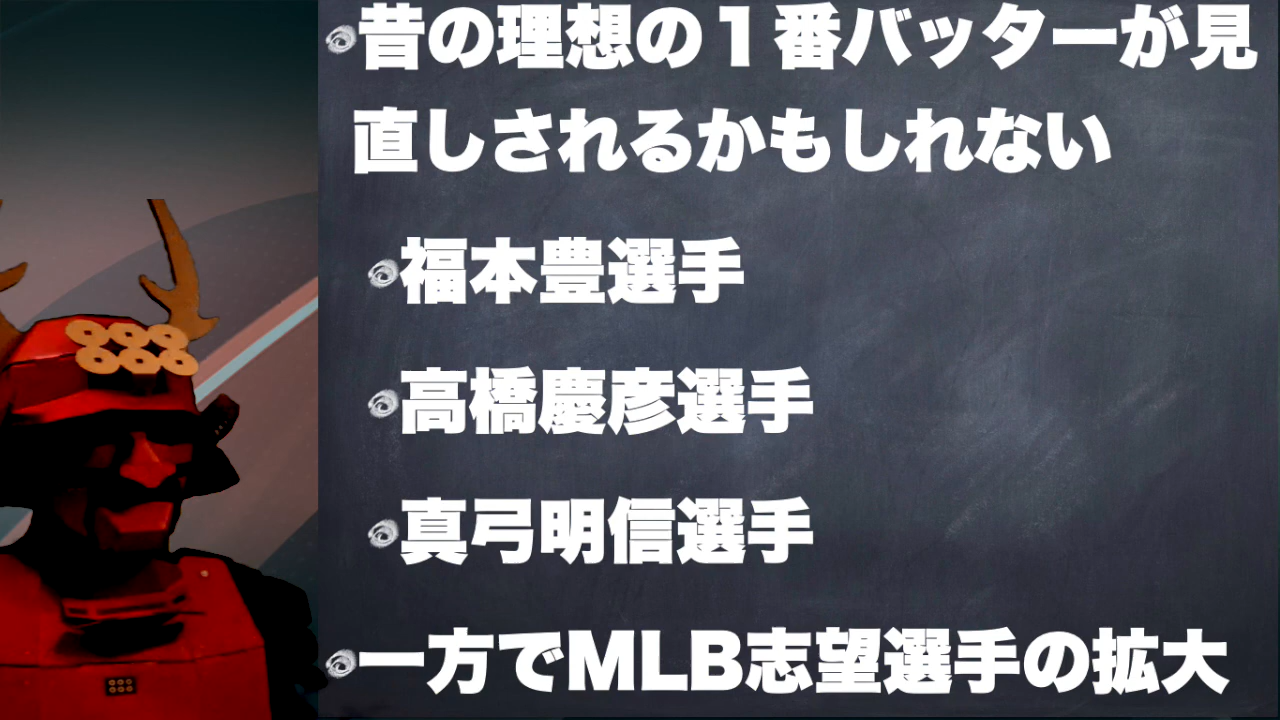 昔の理想の１番バッターが見
直しされるかもしれない
福本豊選手
高橋慶彦選手
真弓明信選手
一方でMLB志望選手の拡大